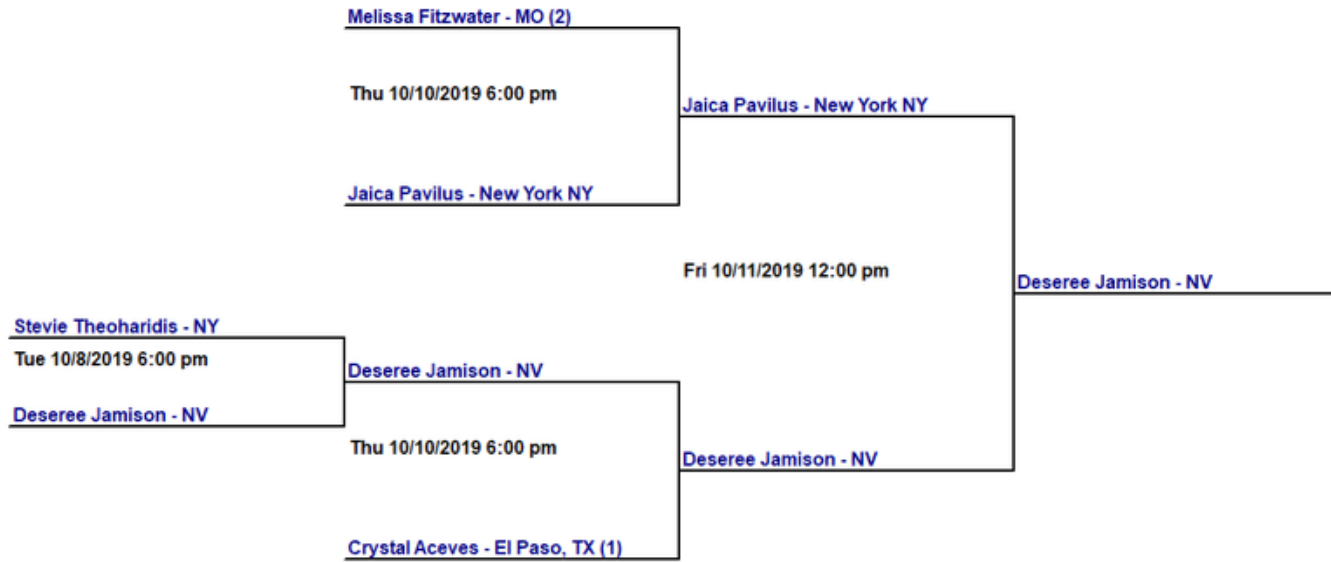 Melissa Fitzwater - MO (2)
Thu 10/10/2019 6:00 pm
Jaica Pavilus - New York NY
Jaica Pavilus - New York NY
Fri 10/11/2019 12:00 pm
Deseree Jamison - NV
Stevie Theoharidis - NY
Tue 10/8/2019 6:00 pm
Deseree Jamison - NV
Deseree Jamison - NV
Thu 10/10/2019 6:00 pm
Deseree Jamison - NV
Crystal Aceves - El Paso, TX (1)